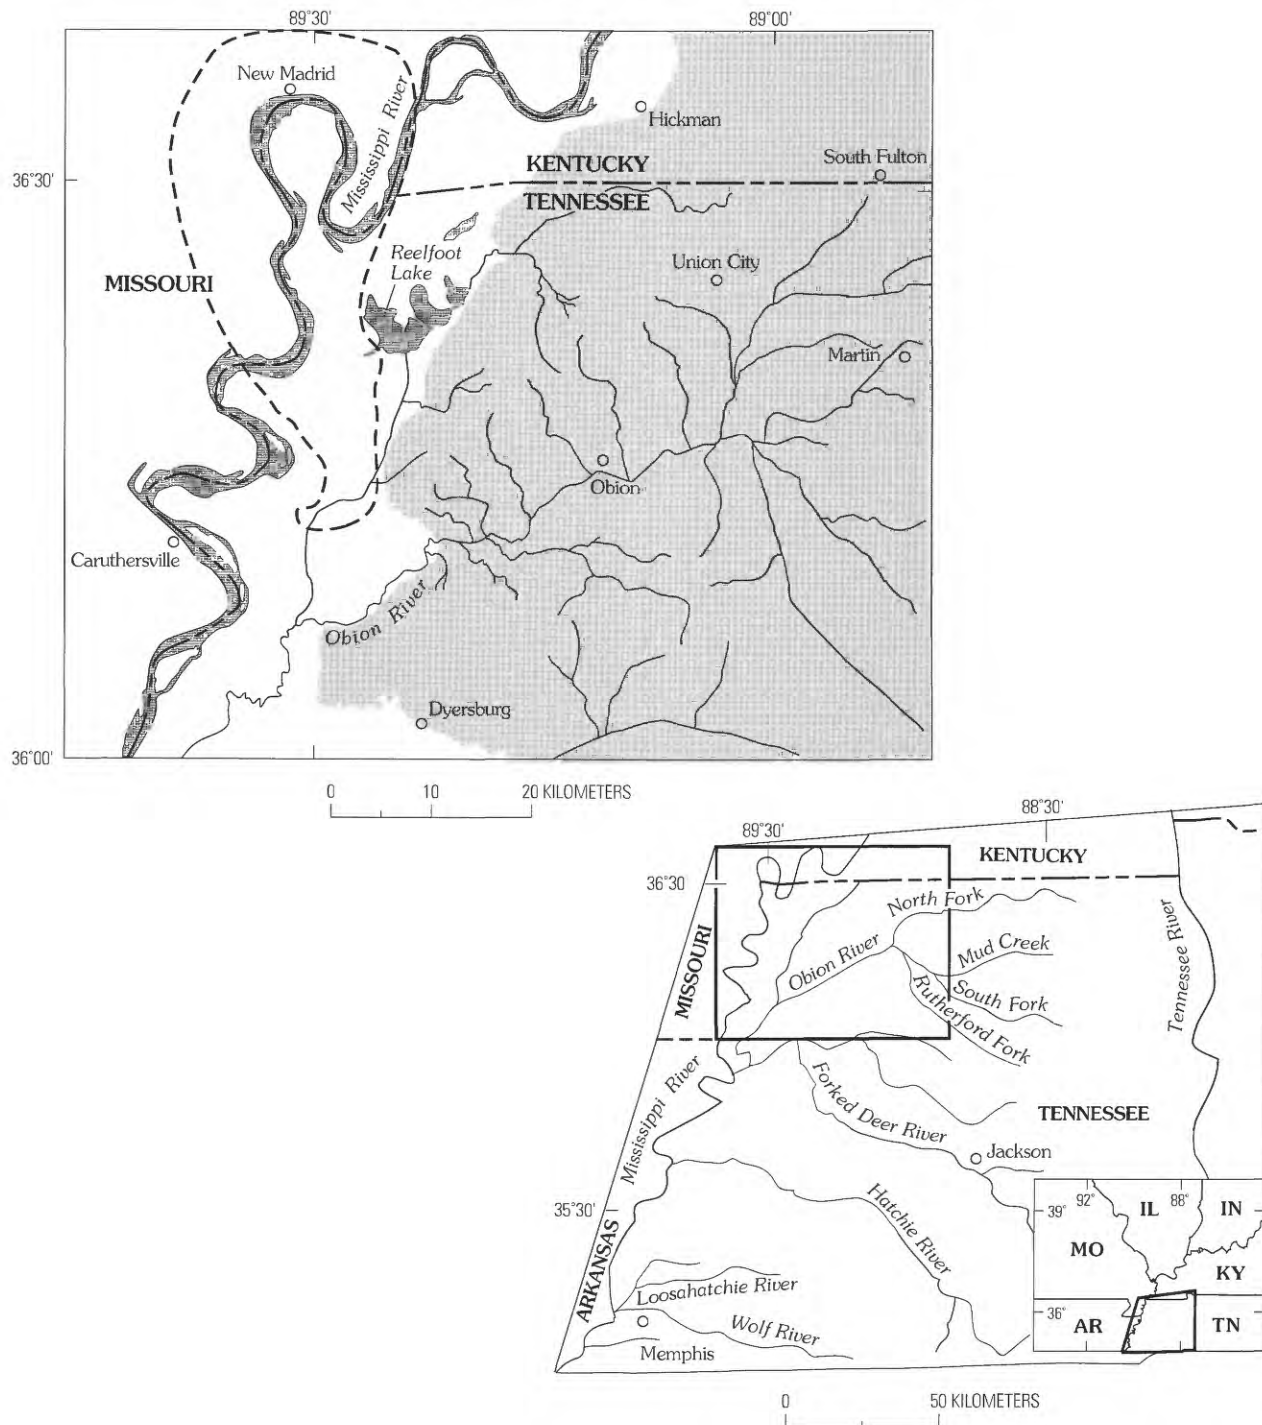 89°30'
89°00'
New Madrid
Mississippi River
Hickman
KENTUCKY
South Fulton
36°30'
TENNESSEE
Reelfoot
Lake
Union City
MISSOURI
Martin
Obion
Caruthersville
Obion River
Dyersburg
36°00'
0
10
20 KILOMETERS
88°30'
89°30'
KENTUCKY
36°30
North Fork
MISSOURI
Obion River
Mud Creek
Tennessee River
South Fork
Rutherford Fork
Mississippi River
Forked Deer River
TENNESSEE
Jackson
92°
88°
39°
IL
IN
35°30'
Hatchie River
MO
ARKANSAS
KY
Loosahatchie River
36°
AR
TN
Wolf River
Memphis
0
50 KILOMETERS